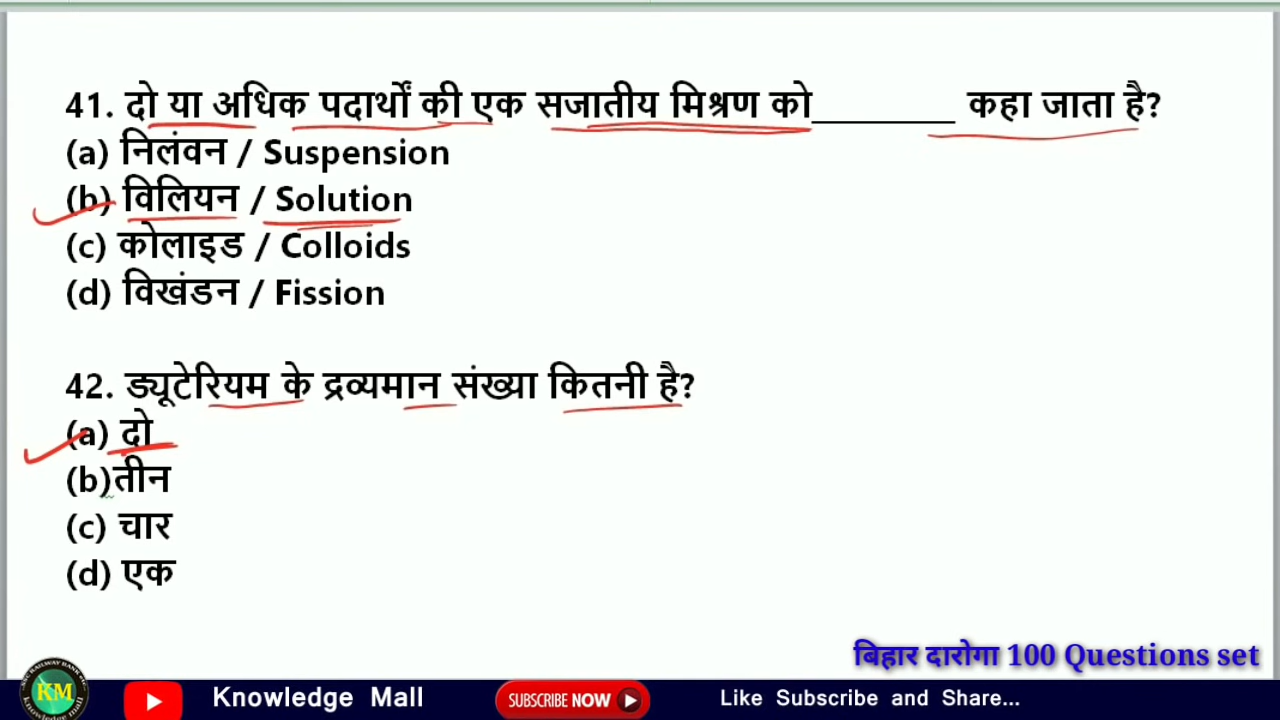 41. दो या अधिक पदार्थों की एक सजातीय मिश्रण को________ कहा जाता है?
(a) निलंवन / Suspension
(b) विलियन / Solution
(c) कोलाइड / Colloids
(d) विखंडन / Fission
42. ड्यूटेरियम के द्रव्यमान संख्या कितनी है?
(a) दो
(b)तीन
(c) चार
(d) एक
बिहार दारोगा 100 Questions set
KM
Knowledge Mall
SUBSCRIBE NOW
Like Subscribe and Share...